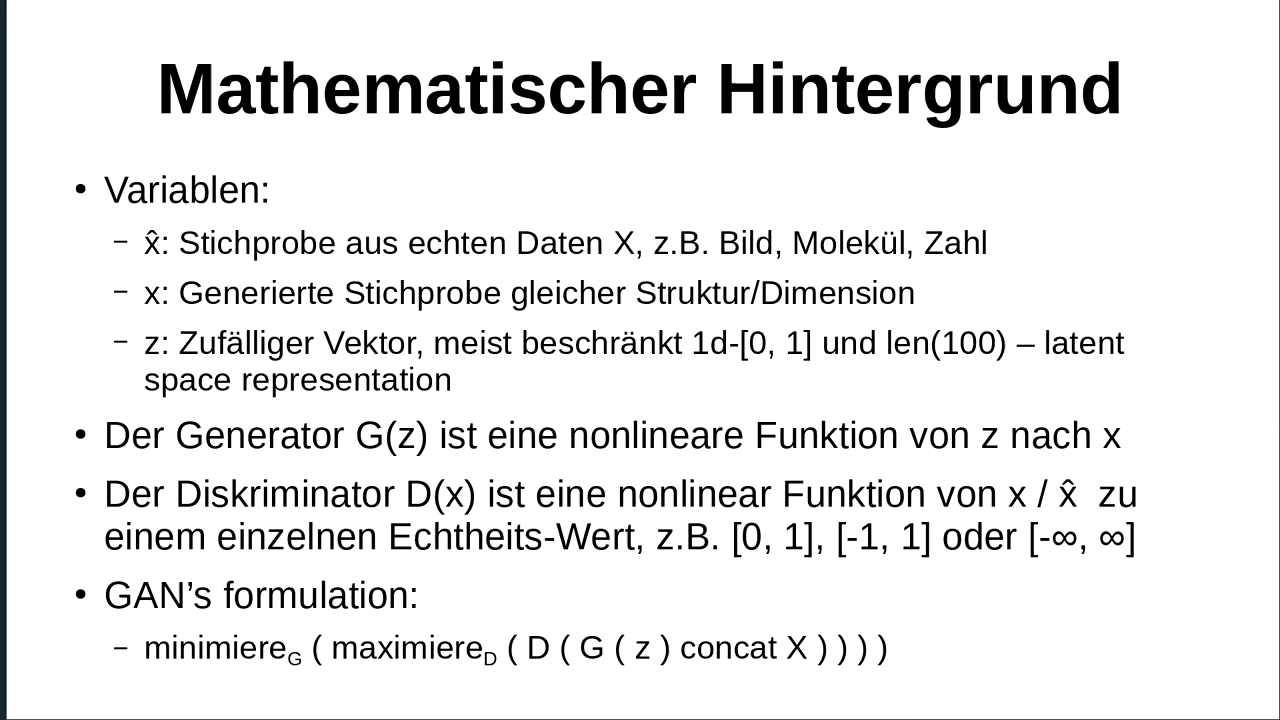 Mathematischer Hintergrund
• Variablen:
– x̂: Stichprobe aus echten Daten X, z.B. Bild, Molekül, Zahl
– x: Generierte Stichprobe gleicher Struktur/Dimension
– z: Zufälliger Vektor, meist beschränkt 1d-[0, 1] und len(100) – latent
space representation
• Der Generator G(z) ist eine nonlineare Funktion von z nach x
• Der Diskriminator D(x) ist eine nonlinear Funktion von x / x̂  zu
einem einzelnen Echtheits-Wert, z.B. [0, 1], [-1, 1] oder [-∞, ∞]
• GAN’s formulation:
– minimiere_G ( maximiere_D ( D ( G ( z ) concat X ) ) ) )